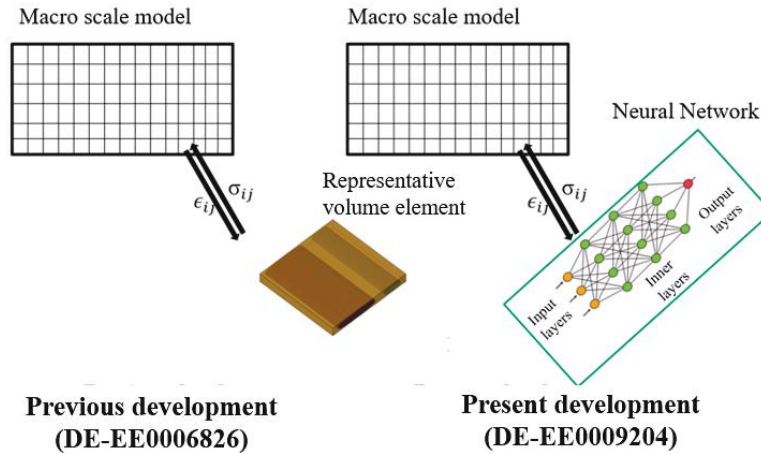 Macro scale model
Macro scale model
Neural Network
ϵij
σij
Representative
volume element
ϵij
σij
Output
layers
Inner
layers
Input
layers
Previous development
(DE-EE0006826)
Present development
(DE-EE0009204)